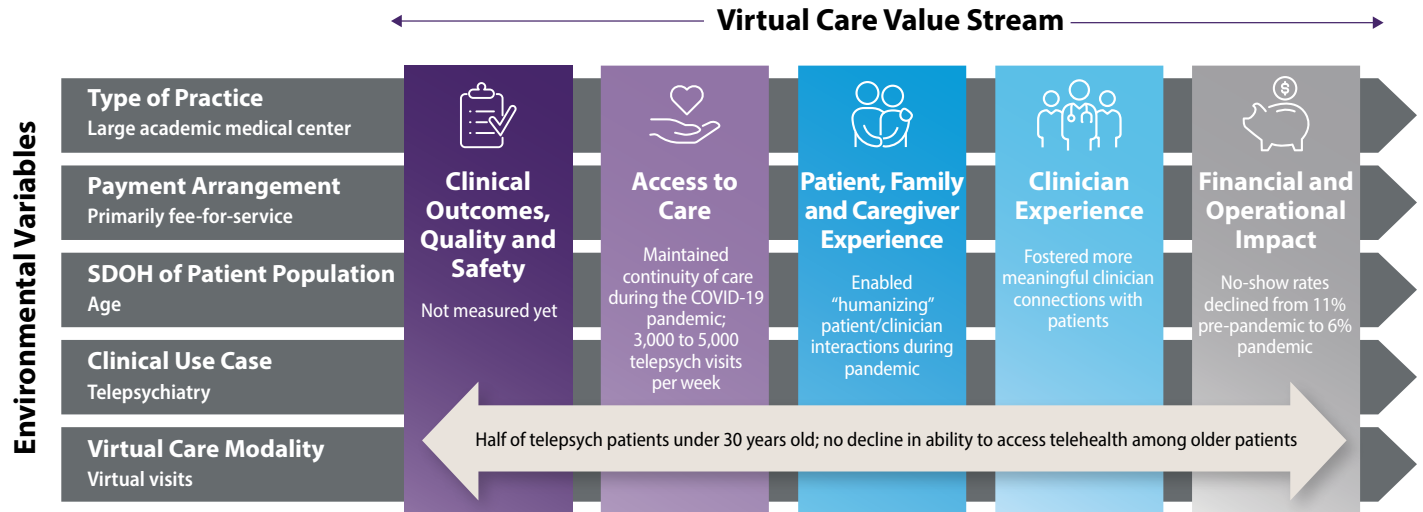 Virtual Care Value Stream
Environmental Variables
Type of Practice
Large academic medical center
Payment Arrangement
Primarily fee-for-service
SDOH of Patient Population
Age
Clinical Use Case
Telepsychiatry
Virtual Care Modality
Virtual visits
Clinical
Outcomes,
Quality and
Safety
Not measured yet
Access to
Care
Maintained
continuity of care
during the COVID-19
pandemic;
3,000 to 5,000
telepsych visits
per week
Patient, Family
and Caregiver
Experience
Enabled
“humanizing”
patient/clinician
interactions during
pandemic
Clinician
Experience
Fostered more
meaningful clinician
connections with
patients
$
Financial and
Operational
Impact
No-show rates
declined from 11%
pre-pandemic to 6%
pandemic
Half of telepsych patients under 30 years old; no decline in ability to access telehealth among older patients